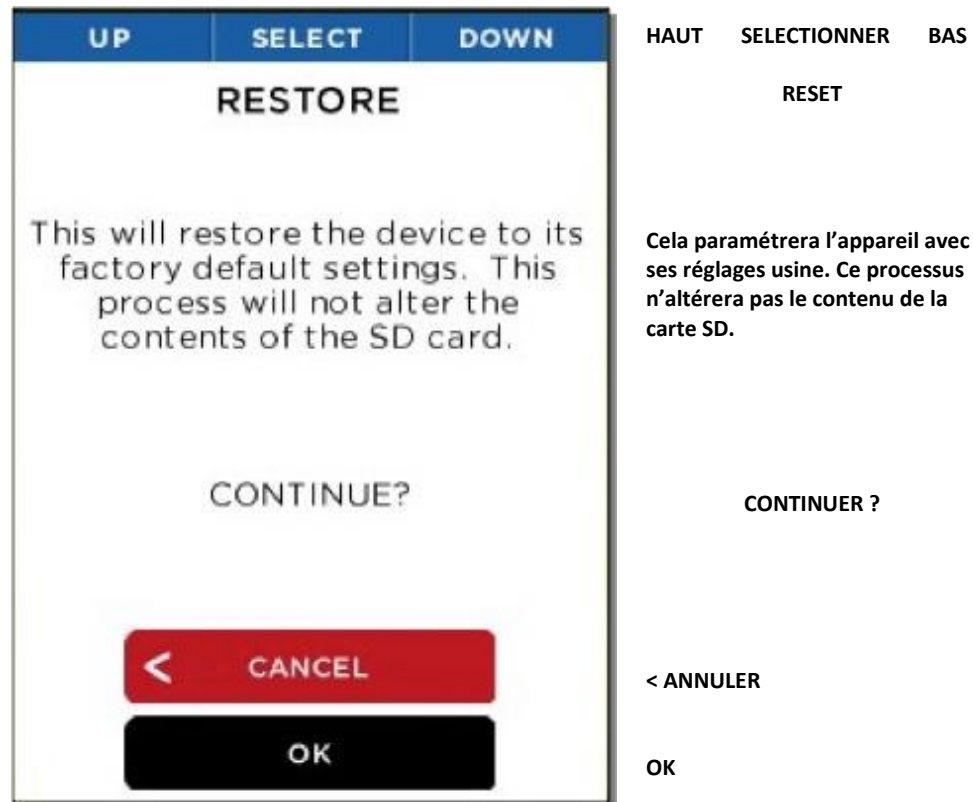 UP SELECT DOWN
RESTORE
This will restore the device to its
factory default settings. This
process will not alter the
contents of the SD card.
CONTINUE?
< CANCEL
OK
HAUT SELECTIONNER BAS
RESET
Cela paramétrera l’appareil avec
ses réglages usine. Ce processus
n’altérera pas le contenu de la
carte SD.
CONTINUER ?
< ANNULER
OK